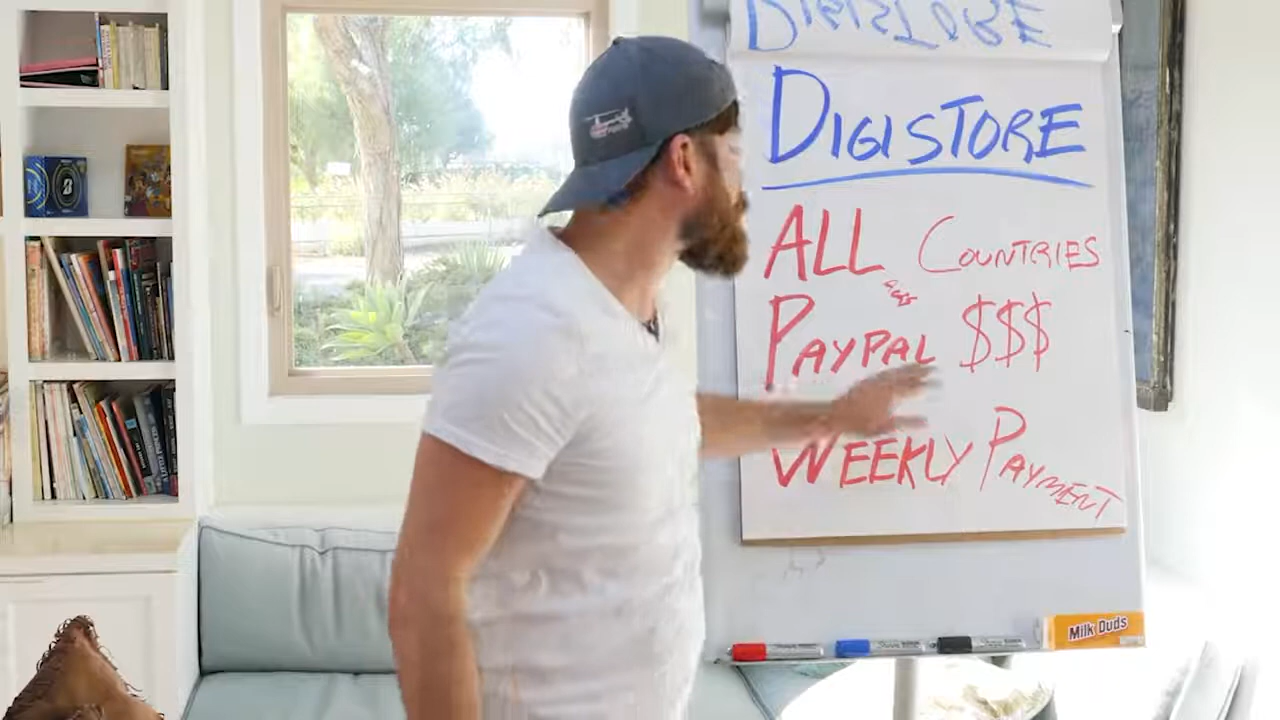 DIGISTORE
DIGISTORE
ALL COUNTRIES
PAYPAL $$$
WEEKLY PAYMENT
Milk Duds